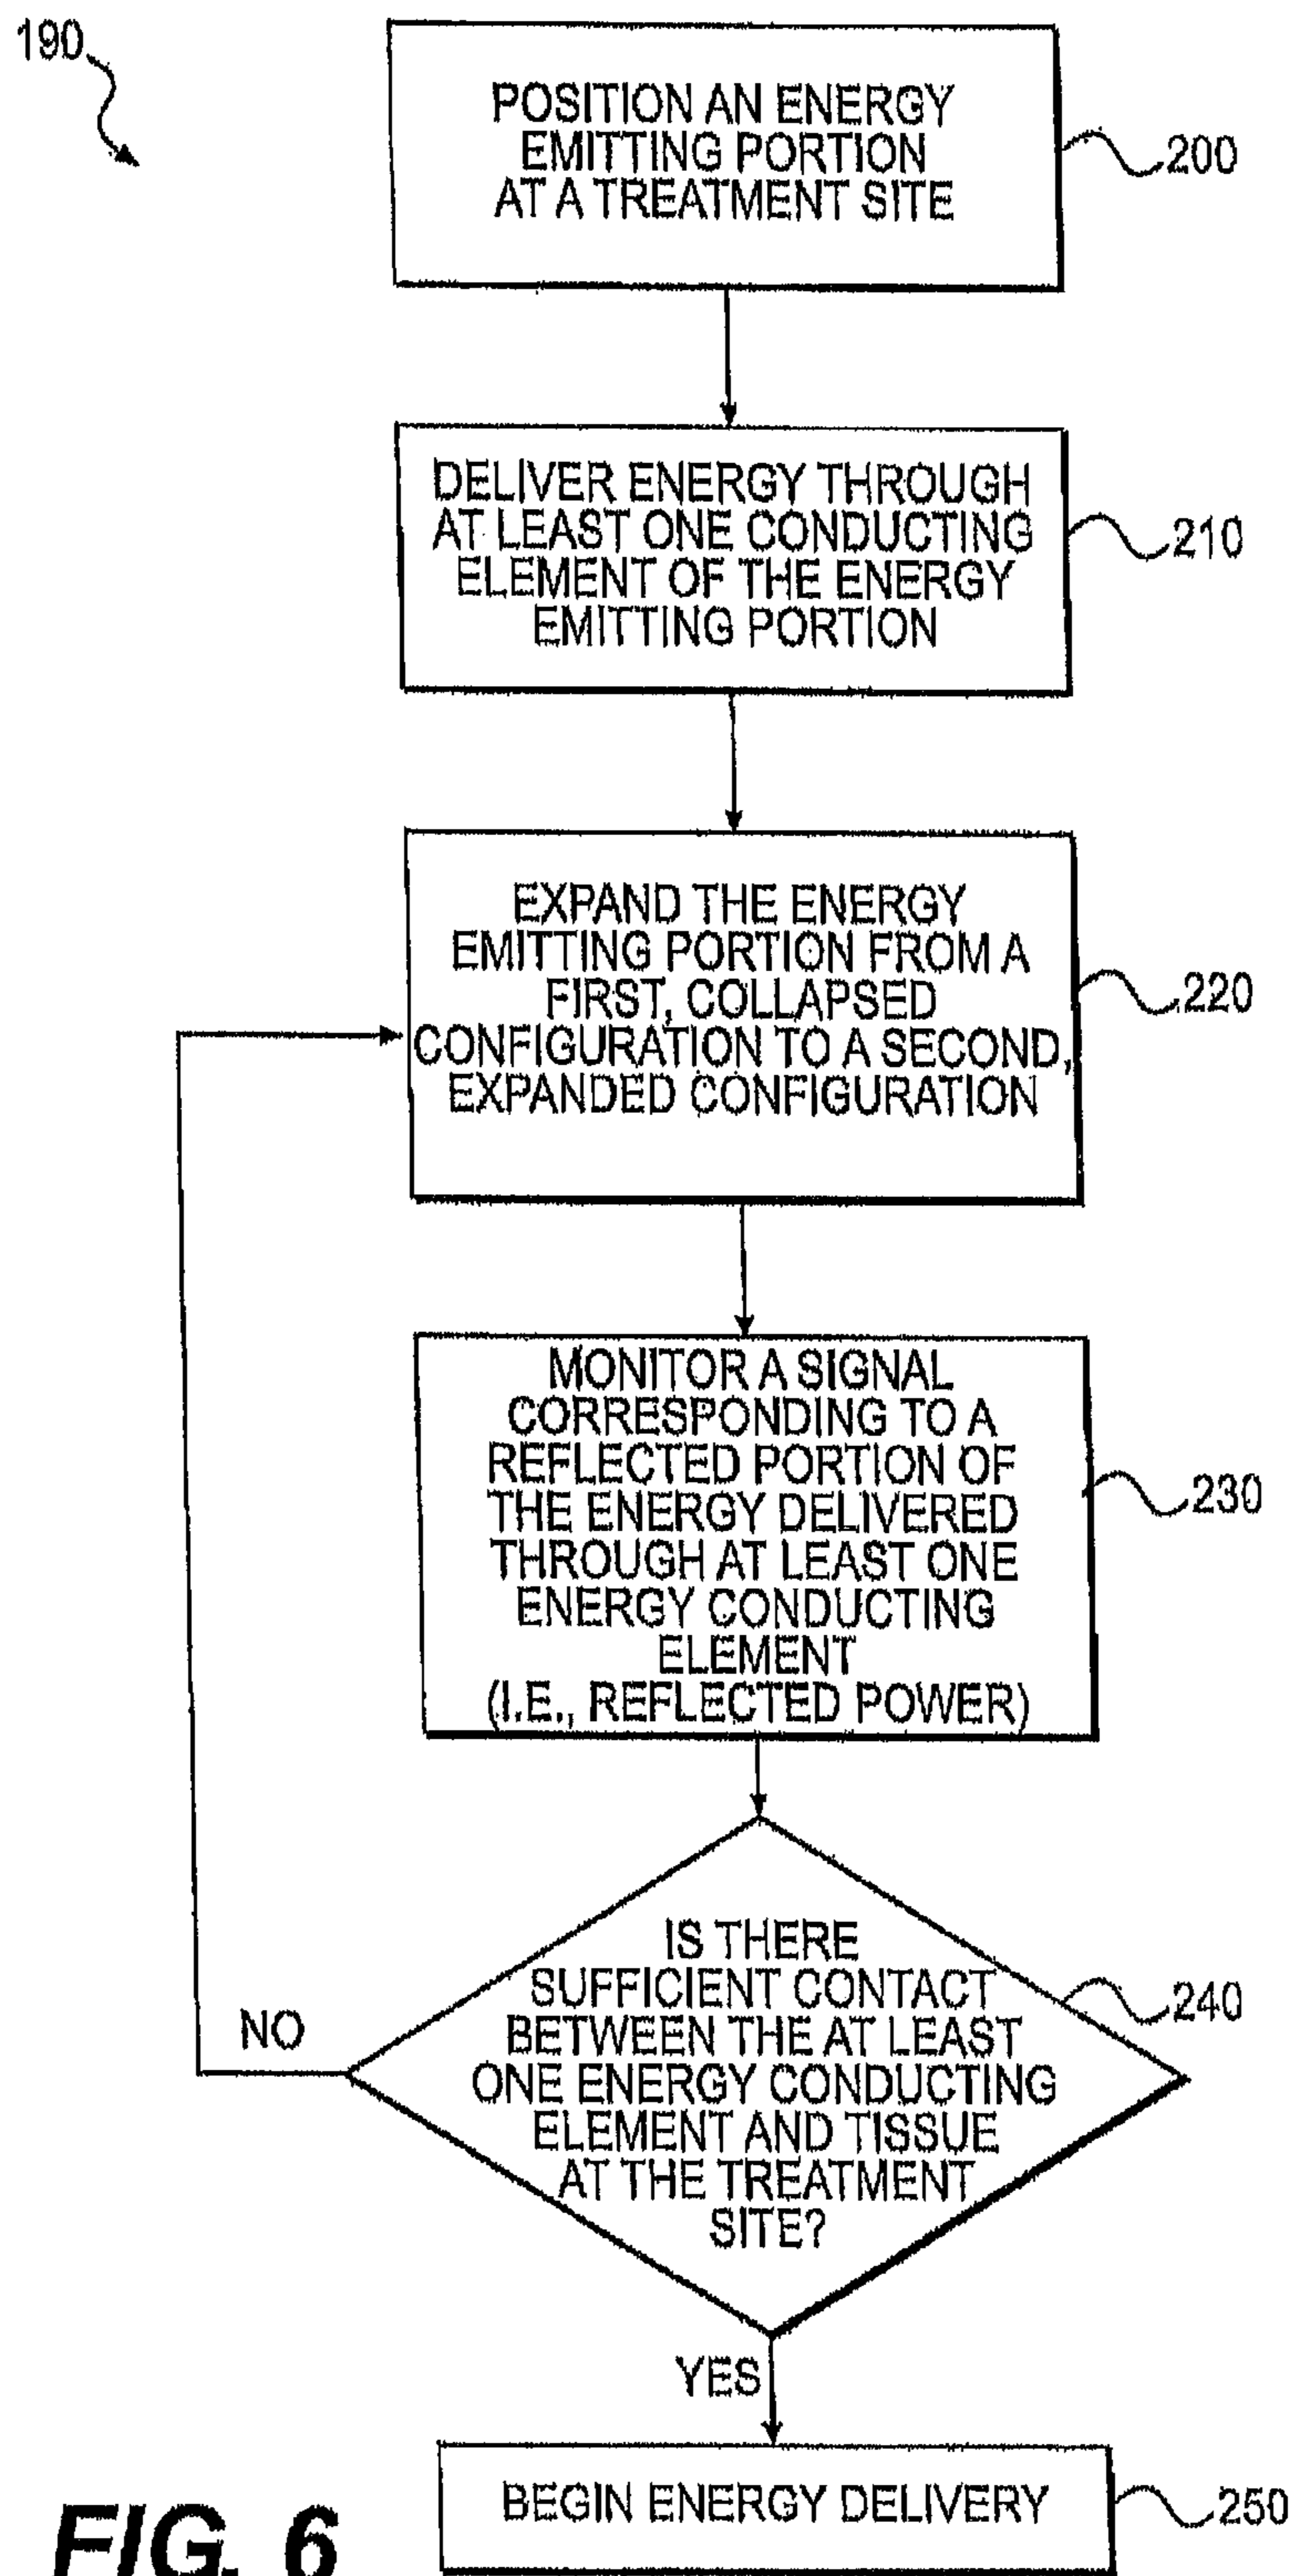 190
POSITION AN ENERGY
EMITTING PORTION
AT A TREATMENT SITE
200
DELIVER ENERGY THROUGH
AT LEAST ONE CONDUCTING
ELEMENT OF THE ENERGY
EMITTING PORTION
210
EXPAND THE ENERGY
EMITTING PORTION FROM A
FIRST, COLLAPSED
CONFIGURATION TO A SECOND,
EXPANDED CONFIGURATION
220
MONITOR A SIGNAL
CORRESPONDING TO A
REFLECTED PORTION OF
THE ENERGY DELIVERED
THROUGH AT LEAST ONE
ENERGY CONDUCTING
ELEMENT
(I.E., REFLECTED POWER)
230
IS THERE
SUFFICIENT CONTACT
BETWEEN THE AT LEAST
ONE ENERGY CONDUCTING
ELEMENT AND TISSUE
AT THE TREATMENT
SITE?
240
NO
YES
BEGIN ENERGY DELIVERY
250
FIG. 6